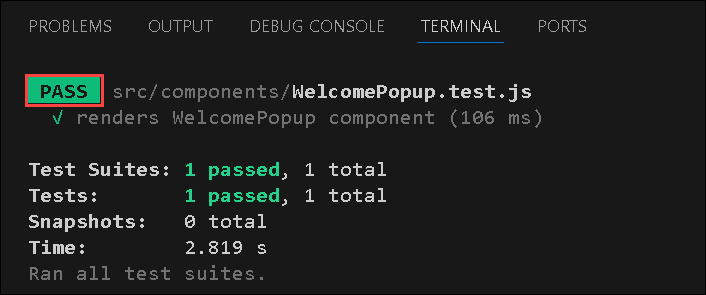 PROBLEMS OUTPUT DEBUG CONSOLE TERMINAL PORTS
PASS src/components/WelcomePopup.test.js
√ renders WelcomePopup component (106 ms)
Test Suites: 1 passed, 1 total
Tests: 1 passed, 1 total
Snapshots: 0 total
Time: 2.819 s
Ran all test suites.